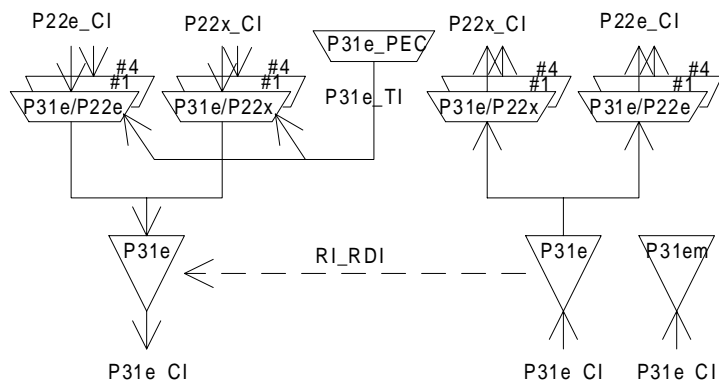 P22e_CI
P22x_CI
P31e_PEC
P22x_CI
P22e_CI
#4
#1
P31e/P22e
#4
#1
P31e/P22x
P31e_TI
#4
#1
P31e/P22x
#4
#1
P31e/P22e
P31e
RI_RDI
P31e
P31em
P31e_CI
P31e_CI
P31e_CI